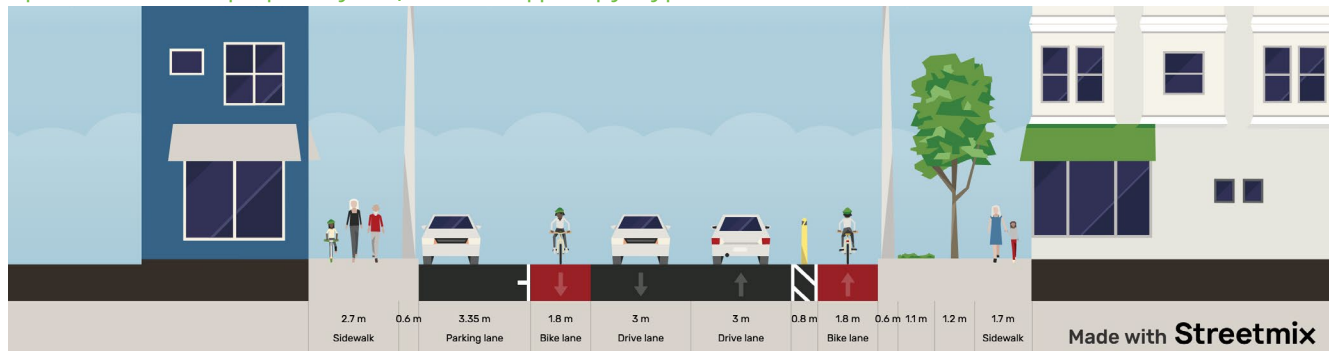 2.7 m 0.6 m 3.35 m 1.8 m 3 m 3 m 0.8 m 1.8 m 0.6 m 1.1 m 1.2 m 1.7 m
Sidewalk Parking lane Bike lane Drive lane Drive lane Bike lane Sidewalk
Made with Streetmix